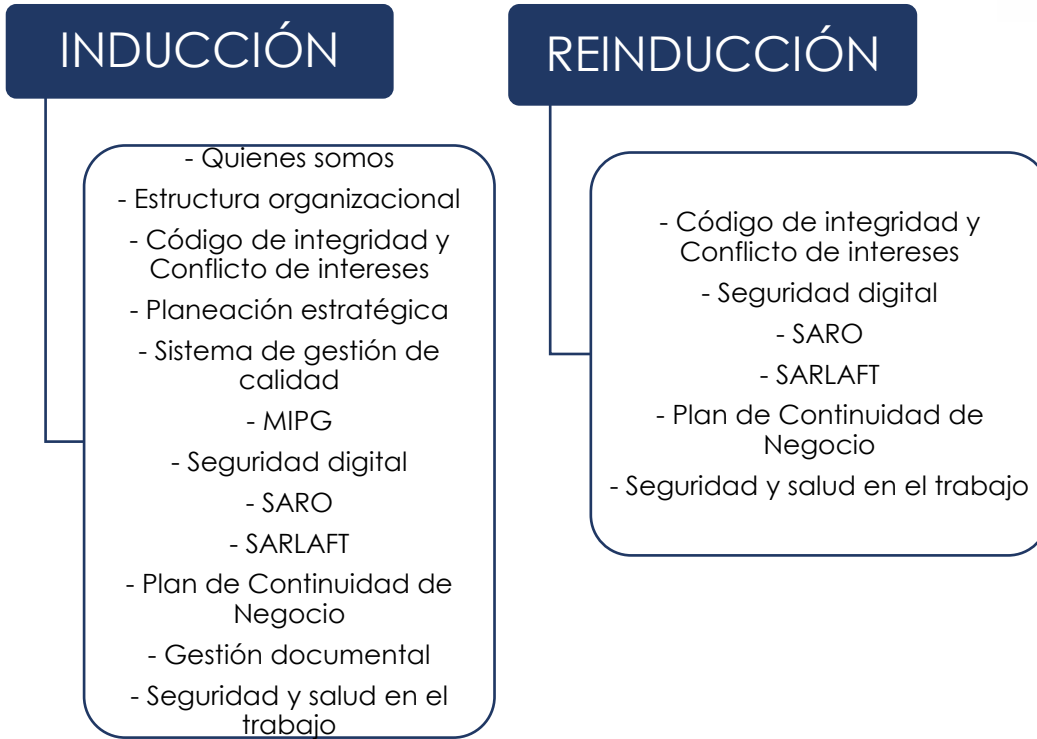 INDUCCIÓN
- Quienes somos
- Estructura organizacional
- Código de integridad y
Conflicto de intereses
- Planeación estratégica
- Sistema de gestión de
calidad
- MIPG
- Seguridad digital
- SARO
- SARLAFT
- Plan de Continuidad de
Negocio
- Gestión documental
- Seguridad y salud en el
trabajo
REINDUCCIÓN
- Código de integridad y
Conflicto de intereses
- Seguridad digital
- SARO
- SARLAFT
- Plan de Continuidad de
Negocio
- Seguridad y salud en el trabajo